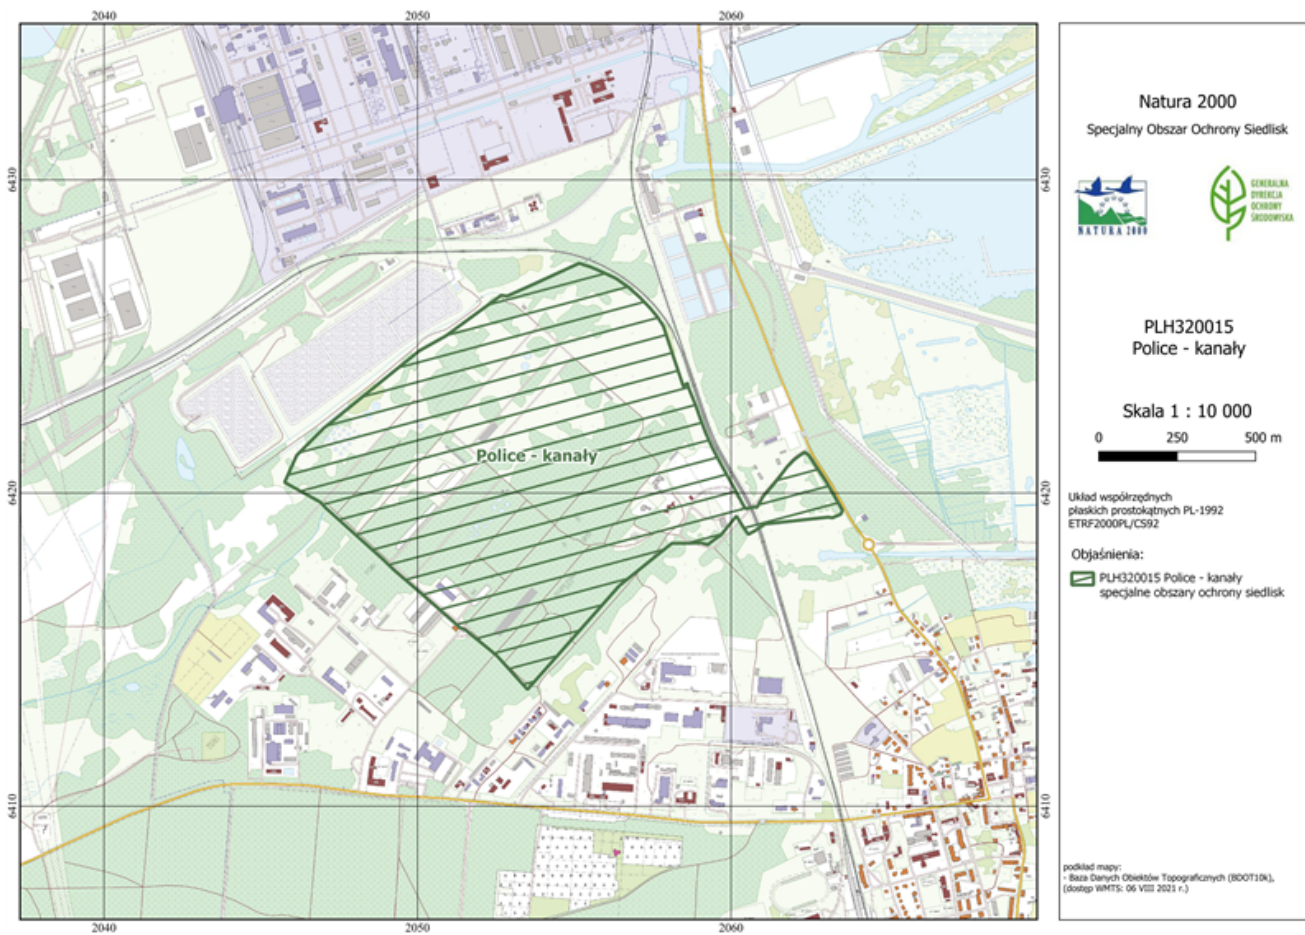 2040
2050
2060
6430
6430
Police - kanały
6420
6420
6410
6410
2040
2050
2060
Natura 2000
Specjalny Obszar Ochrony Siedlisk
NATURA 2000
GENERALNA
DYREKCJA
OCHRONY
ŚRODOWISKA
PLH320015
Police - kanały
Skala 1 : 10 000
0 250 500 m
Układ współrzędnych
płaskich prostokątnych PL-1992
ETRF2000PL/CS92
Objaśnienia:
PLH320015 Police - kanały
specjalne obszary ochrony siedlisk
podkład mapy:
- Baza Danych Obiektów Topograficznych (BDOT10k),
(dostęp WMTS: 06 VIII 2021 r.)